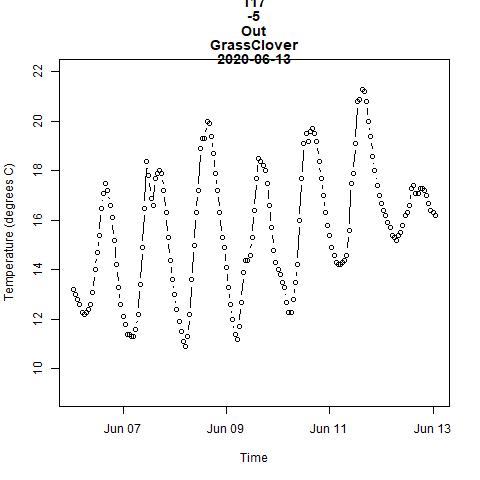 117
-5
Out
GrassClover
2020-06-13
Temperature (degrees C)
22
20
18
16
14
12
10
Jun 07
Jun 09
Jun 11
Jun 13
Time